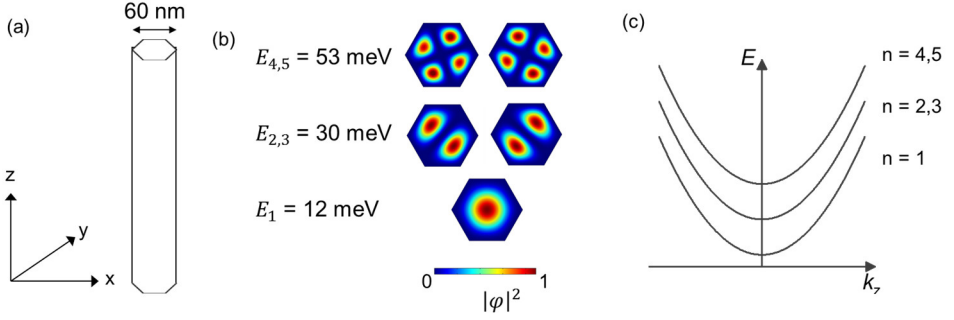 (a)
60 nm
z
y
x
(b)
E₄,₅ = 53 meV
E₂,₃ = 30 meV
E₁ = 12 meV
0
1
|φ|²
(c)
E
n = 4,5
n = 2,3
n = 1
k_z